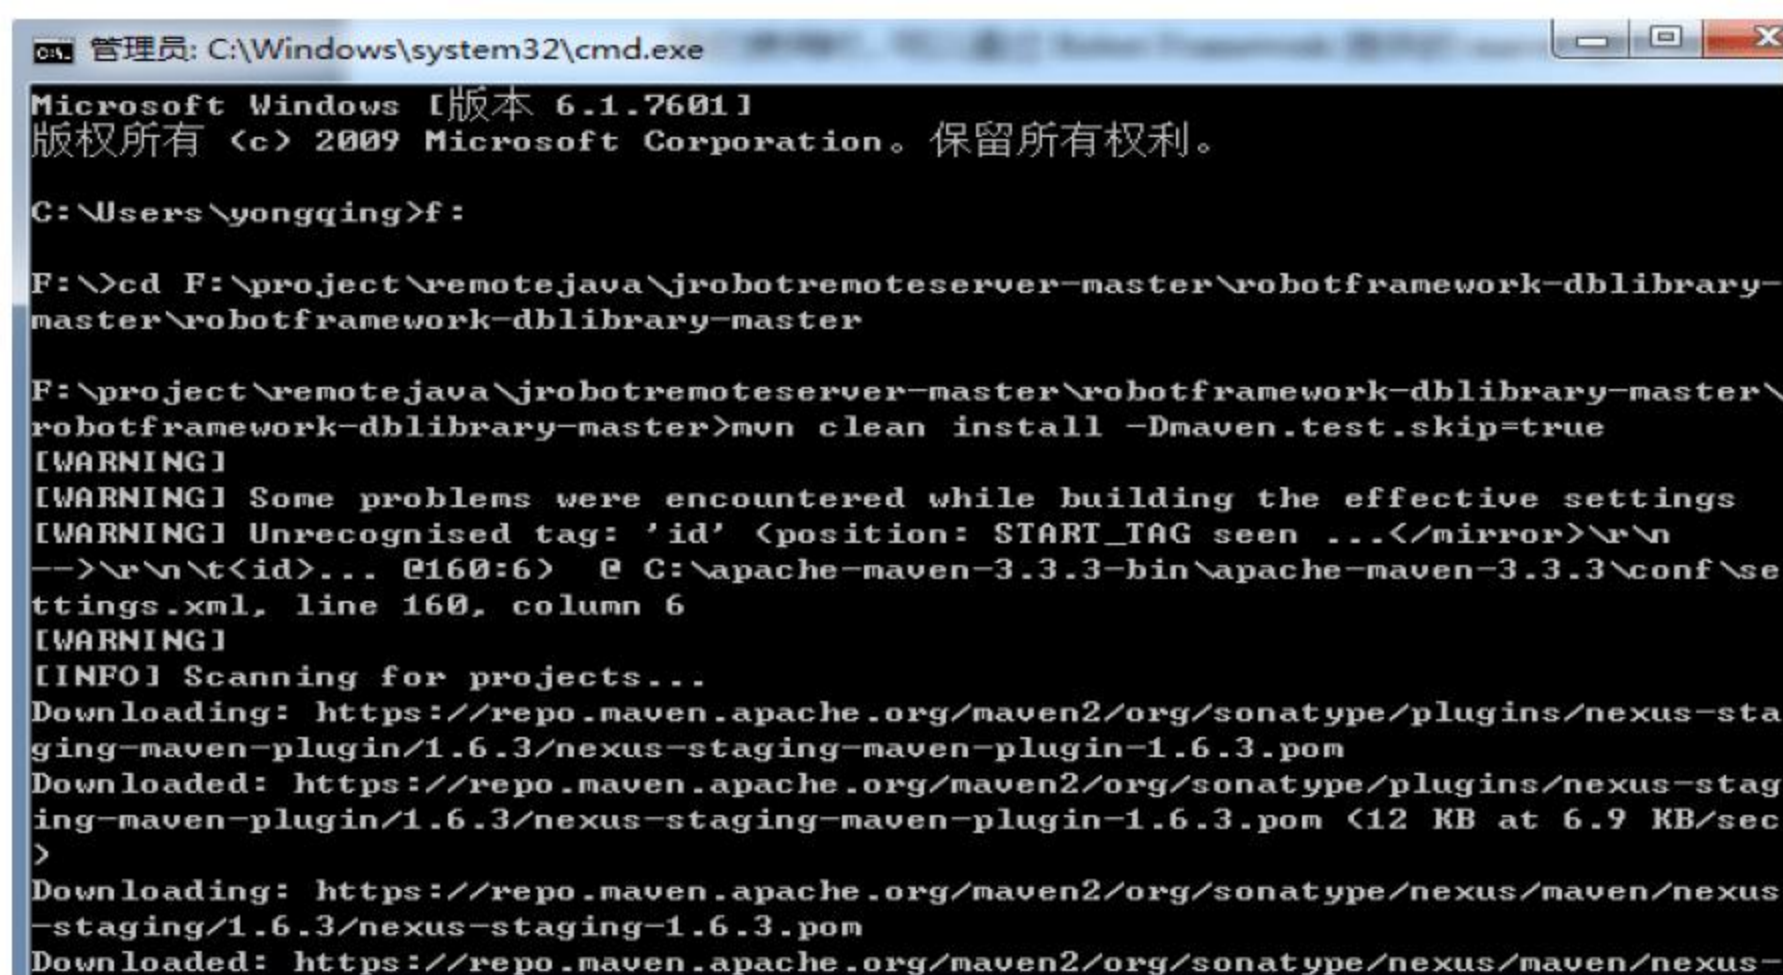 管理员: C:\Windows\system32\cmd.exe
Microsoft Windows [版本 6.1.7601]
版权所有 (c) 2009 Microsoft Corporation。保留所有权利。
C:\Users\yongqing>f:
F:\>cd F:\project\remotejava\jrobotremoteserver-master\robotframework-dblibrary-
master\robotframework-dblibrary-master
F:\project\remotejava\jrobotremoteserver-master\robotframework-dblibrary-master\
robotframework-dblibrary-master>mvn clean install -Dmaven.test.skip=true
[WARNING]
[WARNING] Some problems were encountered while building the effective settings
[WARNING] Unrecognised tag: 'id' (position: START_TAG seen ...</mirror>\r\n
-->\r\n\t<id>... @160:6)  @ C:\apache-maven-3.3.3-bin\apache-maven-3.3.3\conf\se
ttings.xml, line 160, column 6
[WARNING]
[INFO] Scanning for projects...
Downloading: https://repo.maven.apache.org/maven2/org/sonatype/plugins/nexus-sta
ging-maven-plugin/1.6.3/nexus-staging-maven-plugin-1.6.3.pom
Downloaded: https://repo.maven.apache.org/maven2/org/sonatype/plugins/nexus-stag
ing-maven-plugin/1.6.3/nexus-staging-maven-plugin-1.6.3.pom (12 KB at 6.9 KB/sec
)
Downloading: https://repo.maven.apache.org/maven2/org/sonatype/nexus/maven/nexus
-staging/1.6.3/nexus-staging-1.6.3.pom
Downloaded: https://repo.maven.apache.org/maven2/org/sonatype/nexus/maven/nexus-